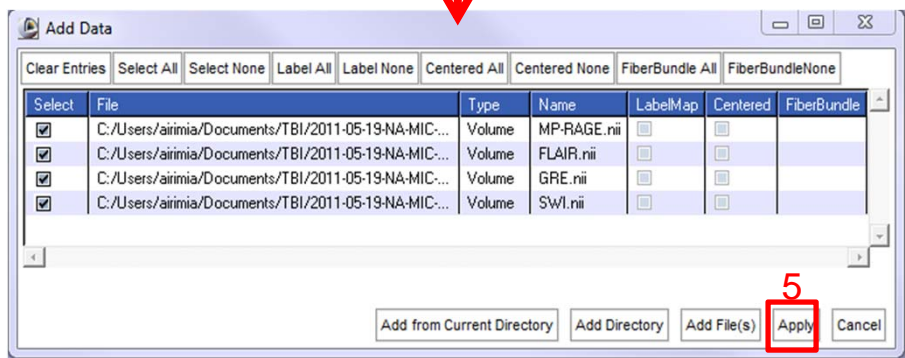 Add Data
Clear Entries Select All Select None Label All Label None Centered All Centered None FiberBundle All FiberBundleNone
Select File Type Name LabelMap Centered FiberBundle
C:/Users/airimia/Documents/TBI/2011-05-19-NA-MIC-... Volume MP-RAGE.nii
C:/Users/airimia/Documents/TBI/2011-05-19-NA-MIC-... Volume FLAIR.nii
C:/Users/airimia/Documents/TBI/2011-05-19-NA-MIC-... Volume GRE.nii
C:/Users/airimia/Documents/TBI/2011-05-19-NA-MIC-... Volume SWI.nii
5
Add from Current Directory Add Directory Add File(s) Apply Cancel